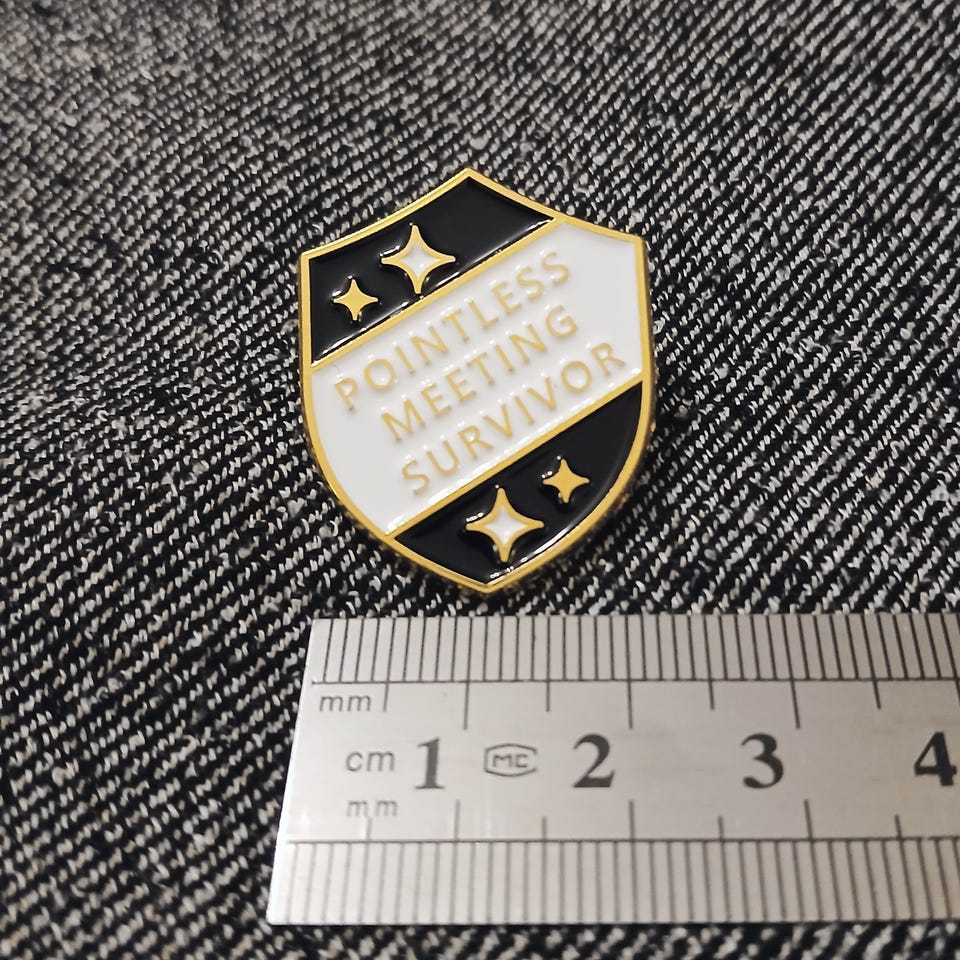 POINTLESS
MEETING
SURVIVOR
mm
cm 1 MC 2 3 4
mm